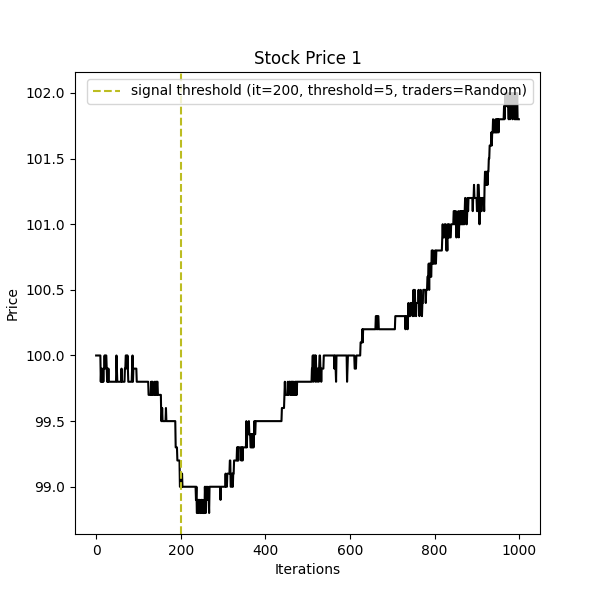 Stock Price 1
signal threshold (it=200, threshold=5, traders=Random)
102.0
101.5
101.0
100.5
100.0
99.5
99.0
Price
0 200 400 600 800 1000
Iterations